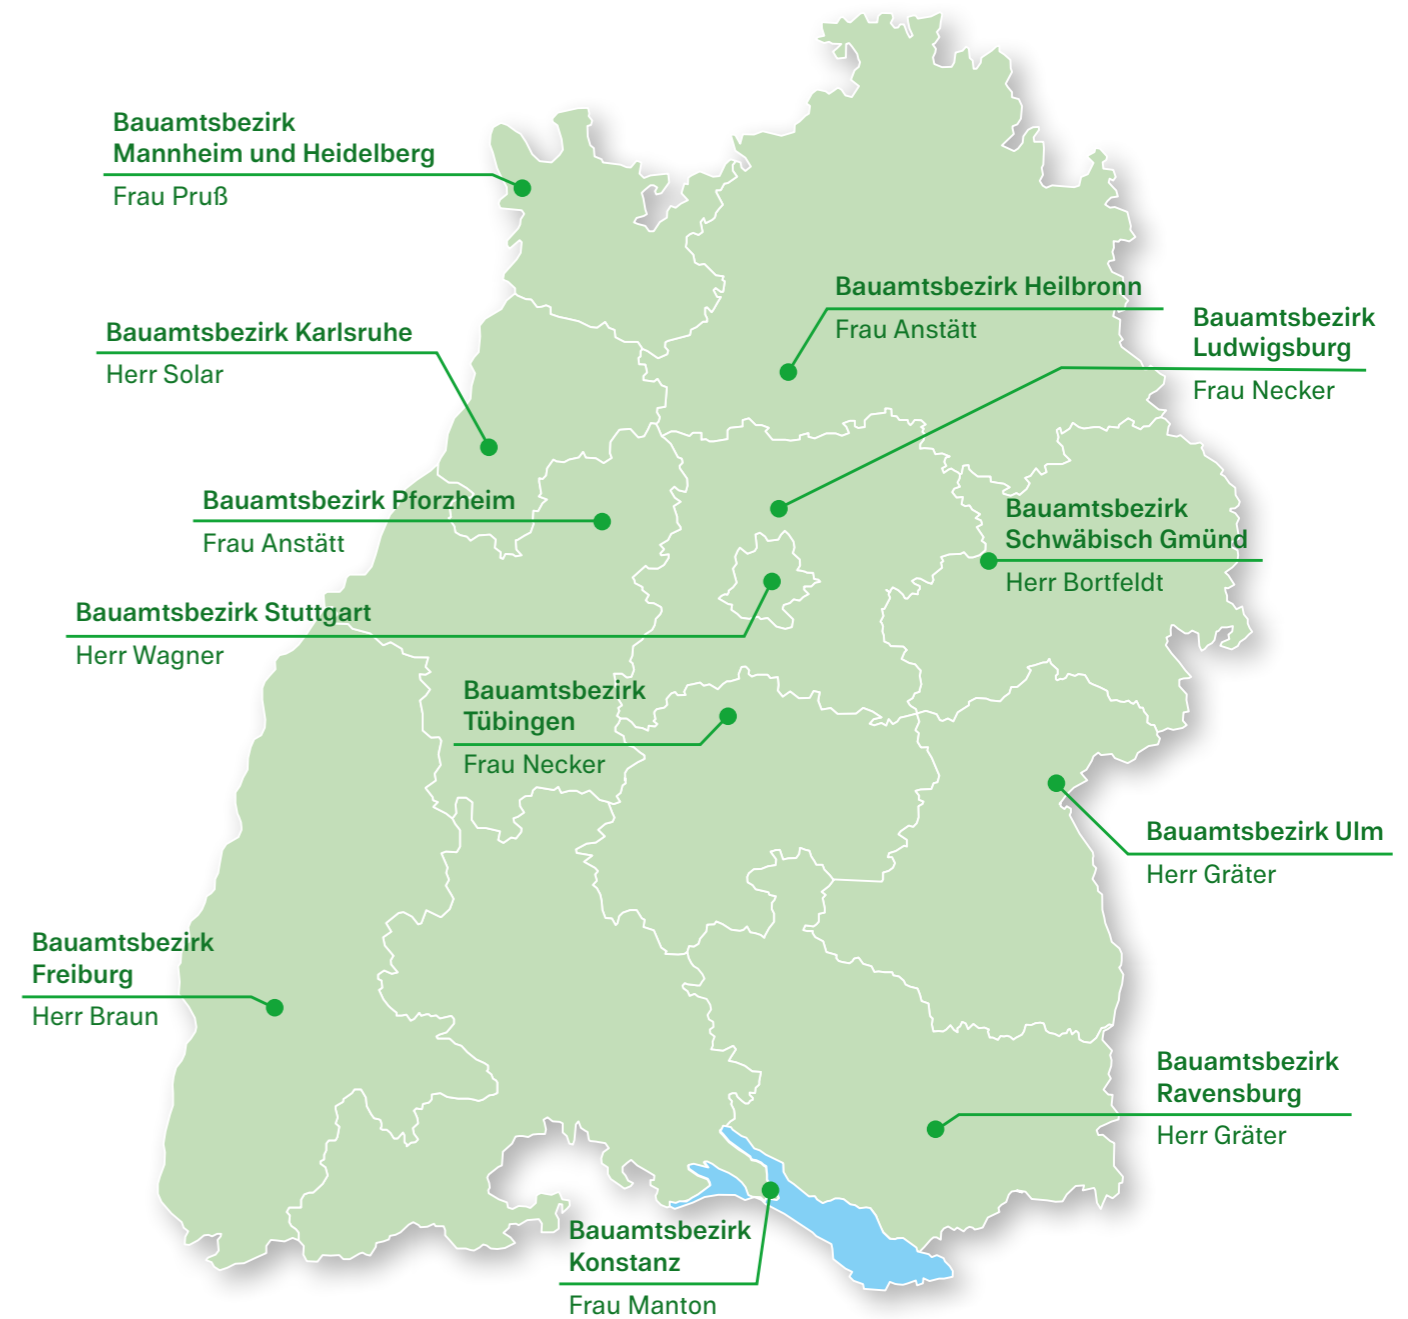 Bauamtsbezirk
Mannheim und Heidelberg
Frau Pruß
Bauamtsbezirk Heilbronn
Frau Anstätt
Bauamtsbezirk
Ludwigsburg
Frau Necker
Bauamtsbezirk Karlsruhe
Herr Solar
Bauamtsbezirk Pforzheim
Frau Anstätt
Bauamtsbezirk
Schwäbisch Gmünd
Herr Bortfeldt
Bauamtsbezirk Stuttgart
Herr Wagner
Bauamtsbezirk
Tübingen
Frau Necker
Bauamtsbezirk Ulm
Herr Gräter
Bauamtsbezirk
Freiburg
Herr Braun
Bauamtsbezirk
Ravensburg
Herr Gräter
Bauamtsbezirk
Konstanz
Frau Manton